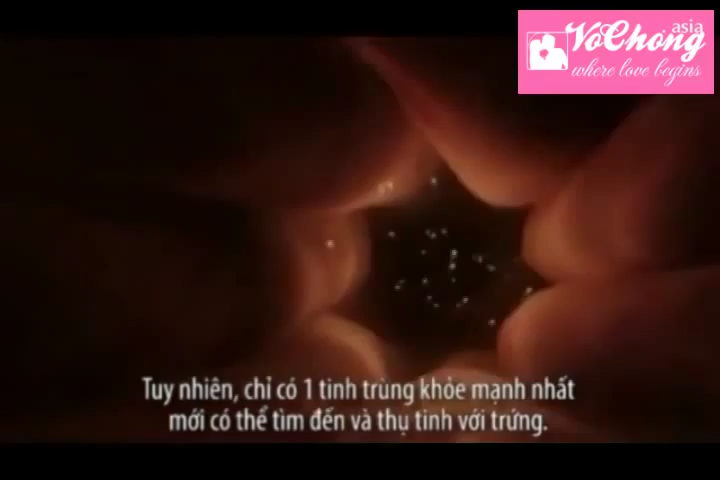 asia
VoChong
where love begins
Tuy nhiên, chỉ có 1 tinh trùng khỏe mạnh nhất
mới có thể tìm đến và thụ tinh với trứng.